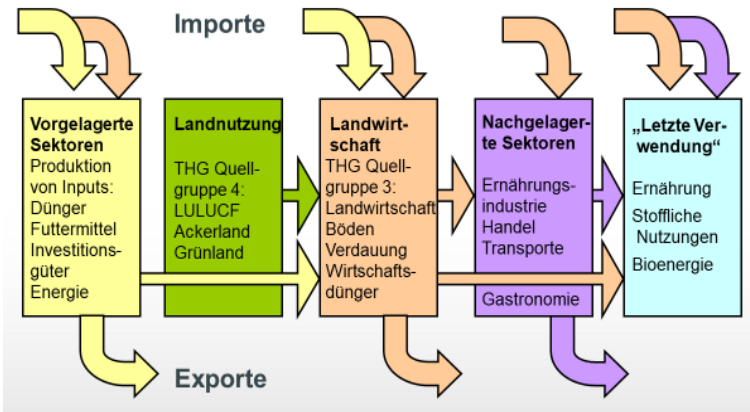 Importe
Vorgelagerte
Sektoren
Produktion
von Inputs:
Dünger
Futtermittel
Investitions-
güter
Energie
Landnutzung
THG Quell-
gruppe 4:
LULUCF
Ackerland
Grünland
Landwirt-
schaft
THG Quell-
gruppe 3:
Landwirtschaft
Böden
Verdauung
Wirtschafts-
dünger
Nachgelager-
te Sektoren
Ernährungs-
industrie
Handel
Transporte
Gastronomie
„Letzte Ver-
wendung“
Ernährung
Stoffliche
Nutzungen
Bioenergie
Exporte